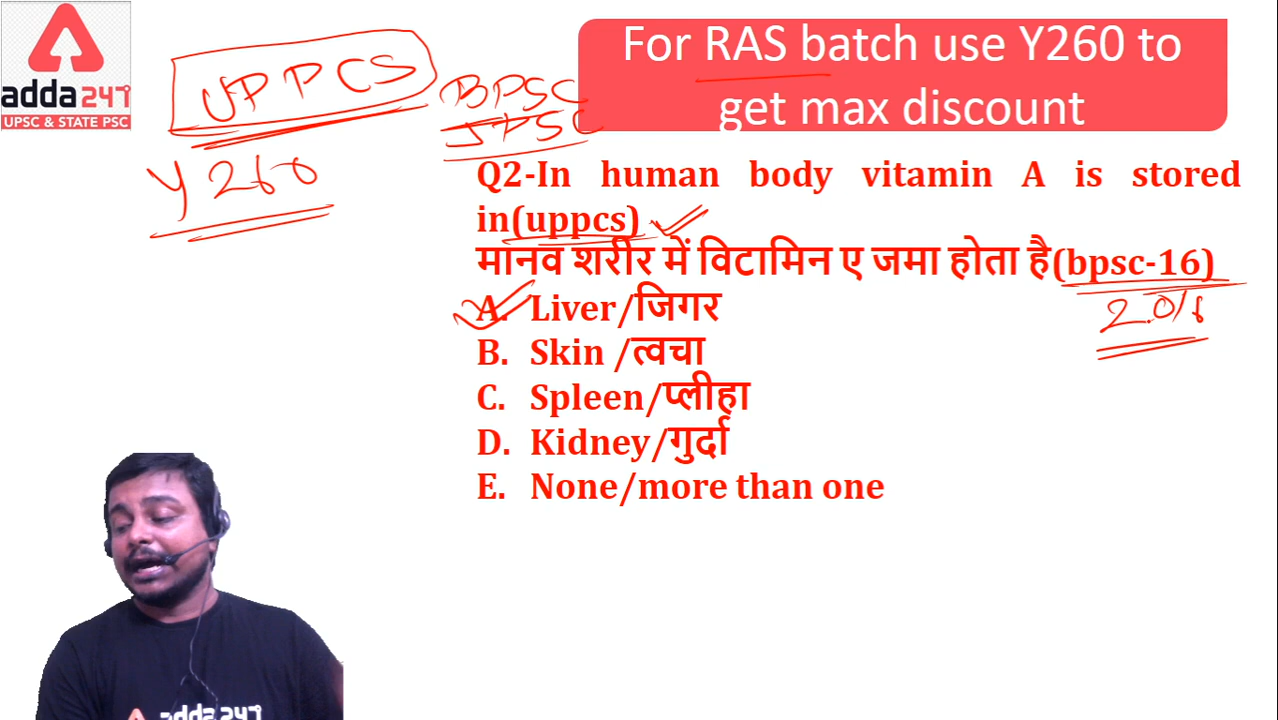 adda247
UPSC & STATE PSC
UPPCS
BPSC
JPSC
Y260
For RAS batch use Y260 to
get max discount
Q2-In human body vitamin A is stored
in(uppcs)
मानव शरीर में विटामिन ए जमा होता है(bpsc-16)
2016
A. Liver/जिगर
B. Skin /त्वचा
C. Spleen/प्लीहा
D. Kidney/गुर्दा
E. None/more than one
adda247